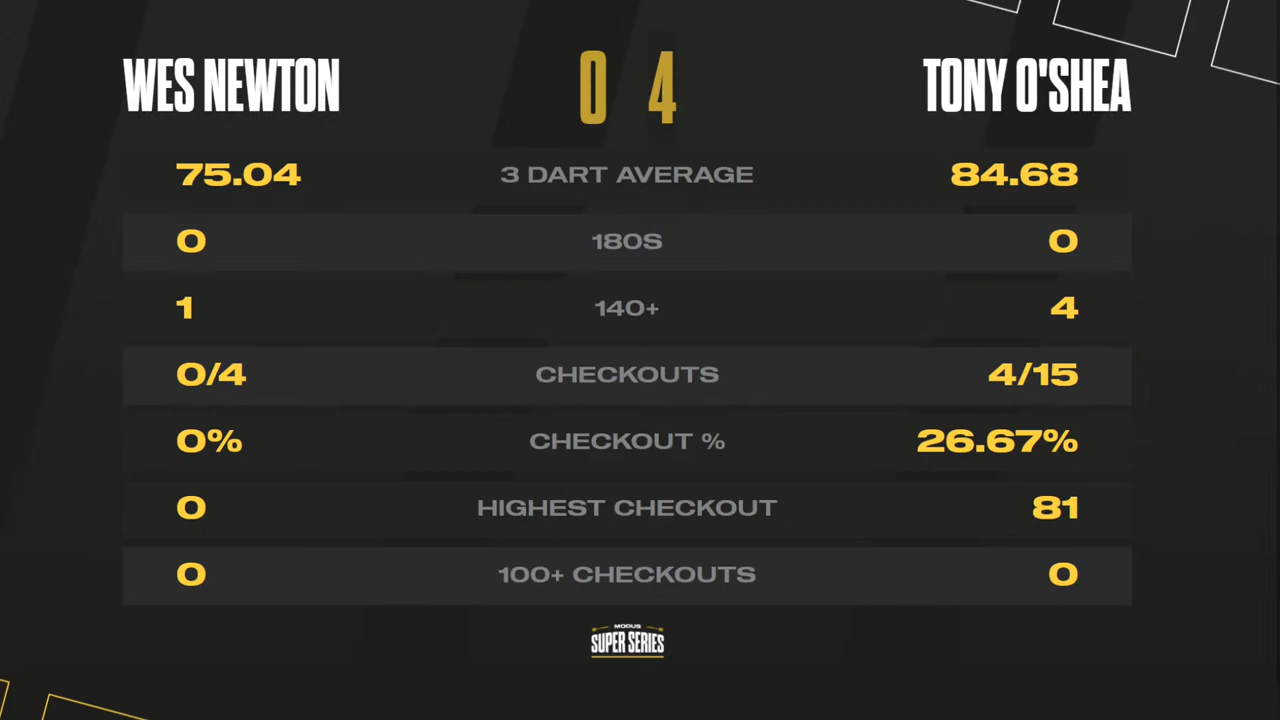 WES NEWTON 0 4 TONY O'SHEA
75.04 3 DART AVERAGE 84.68
0 180S 0
1 140+ 4
0/4 CHECKOUTS 4/15
0% CHECKOUT % 26.67%
0 HIGHEST CHECKOUT 81
0 100+ CHECKOUTS 0
MODUS
SUPER SERIES